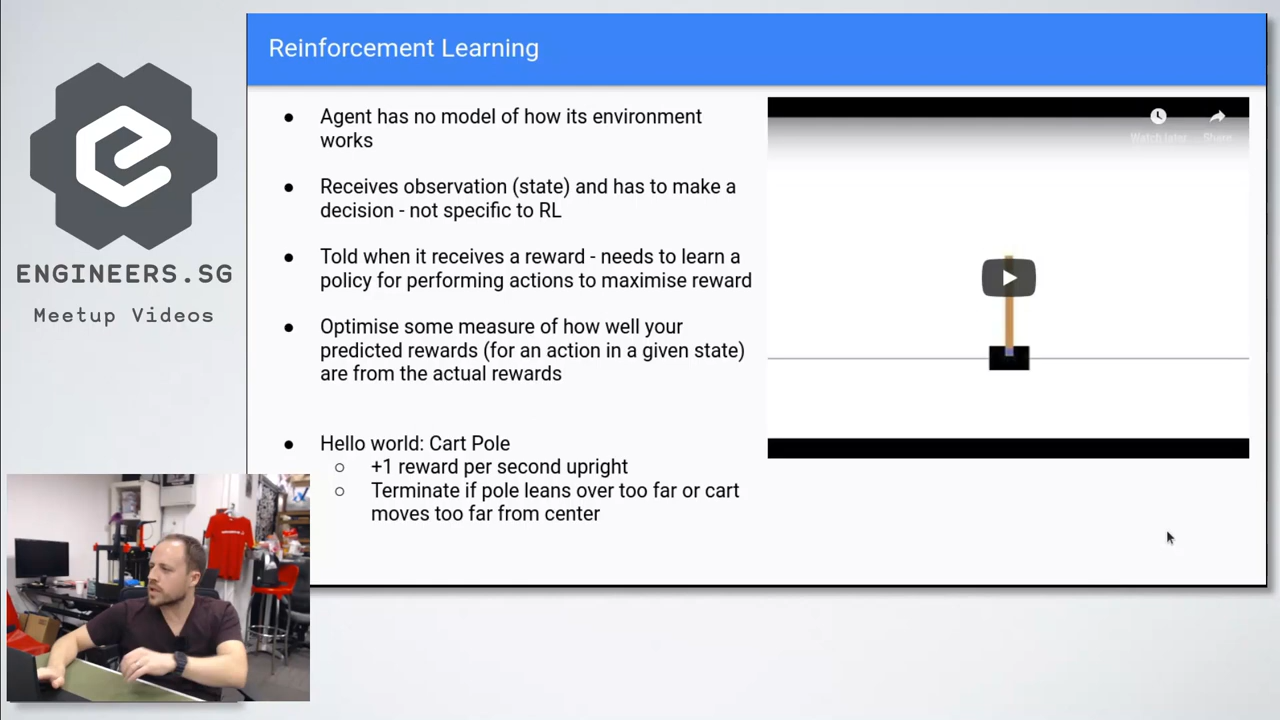 Reinforcement Learning
Agent has no model of how its environment
works
Receives observation (state) and has to make a
decision - not specific to RL
Told when it receives a reward - needs to learn a
policy for performing actions to maximise reward
Optimise some measure of how well your
predicted rewards (for an action in a given state)
are from the actual rewards
Hello world: Cart Pole
+1 reward per second upright
Terminate if pole leans over too far or cart
moves too far from center
Watch later
Share
ENGINEERS.SG
Meetup Videos